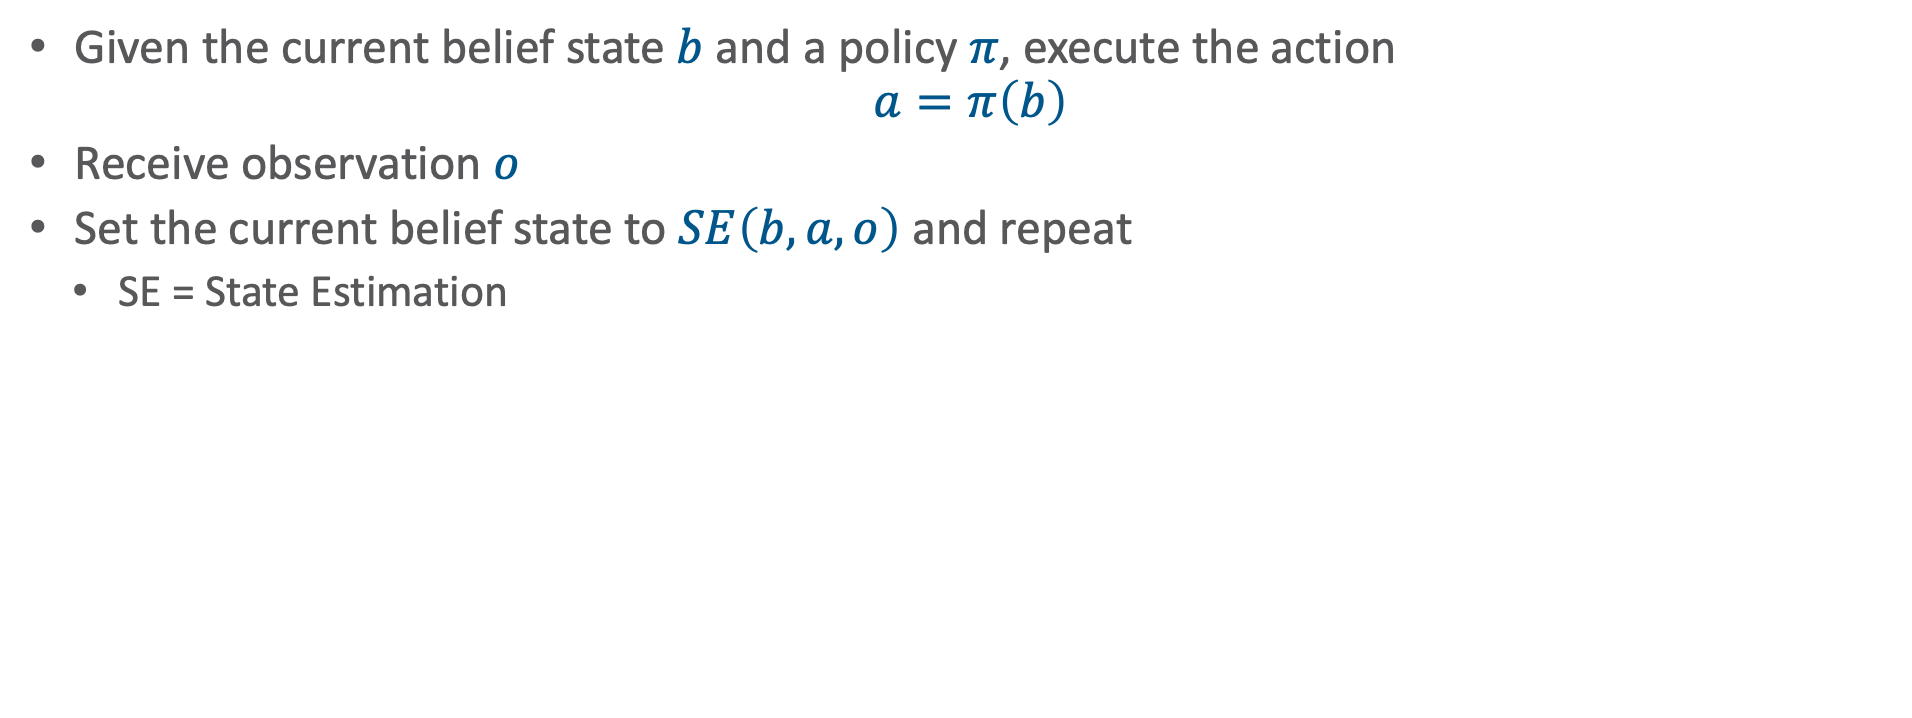 • Given the current belief state b and a policy π, execute the action
a = π(b)
• Receive observation o
• Set the current belief state to SE(b, a, o) and repeat
• SE = State Estimation